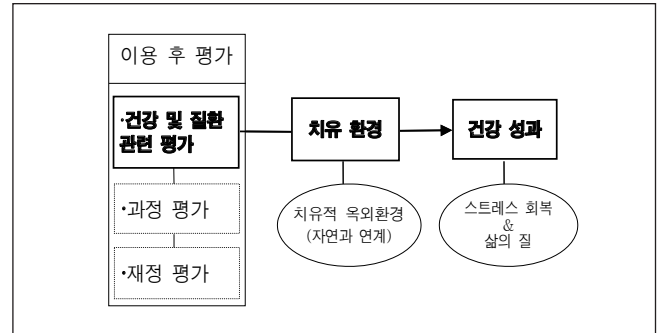 이용 후 평가
·건강 및 질환
관련 평가
치유 환경
건강 성과
·과정 평가
·재정 평가
치유적 옥외환경
(자연과 연계)
스트레스 회복
&
삶의 질